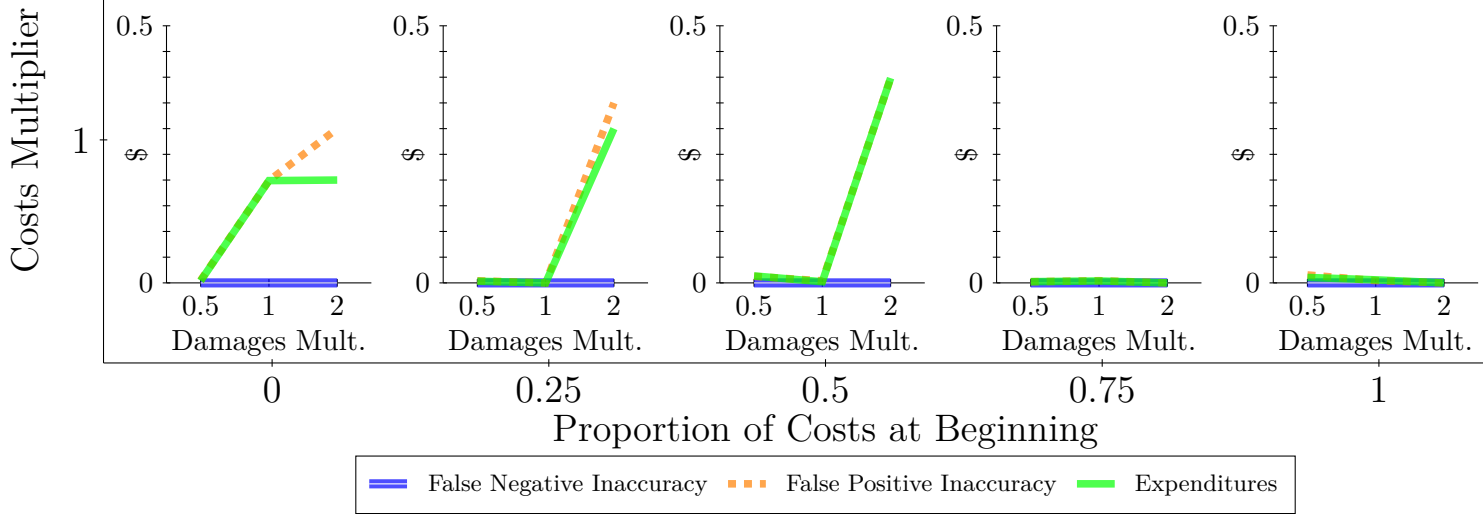 Costs Multiplier
1
0.5 0.5 0.5 0.5 0.5
$ $ $ $ $
0 0 0 0 0
0.5 1 2 0.5 1 2 0.5 1 2 0.5 1 2 0.5 1 2
Damages Mult. Damages Mult. Damages Mult. Damages Mult. Damages Mult.
0 0.25 0.5 0.75 1
Proportion of Costs at Beginning
False Negative Inaccuracy False Positive Inaccuracy Expenditures